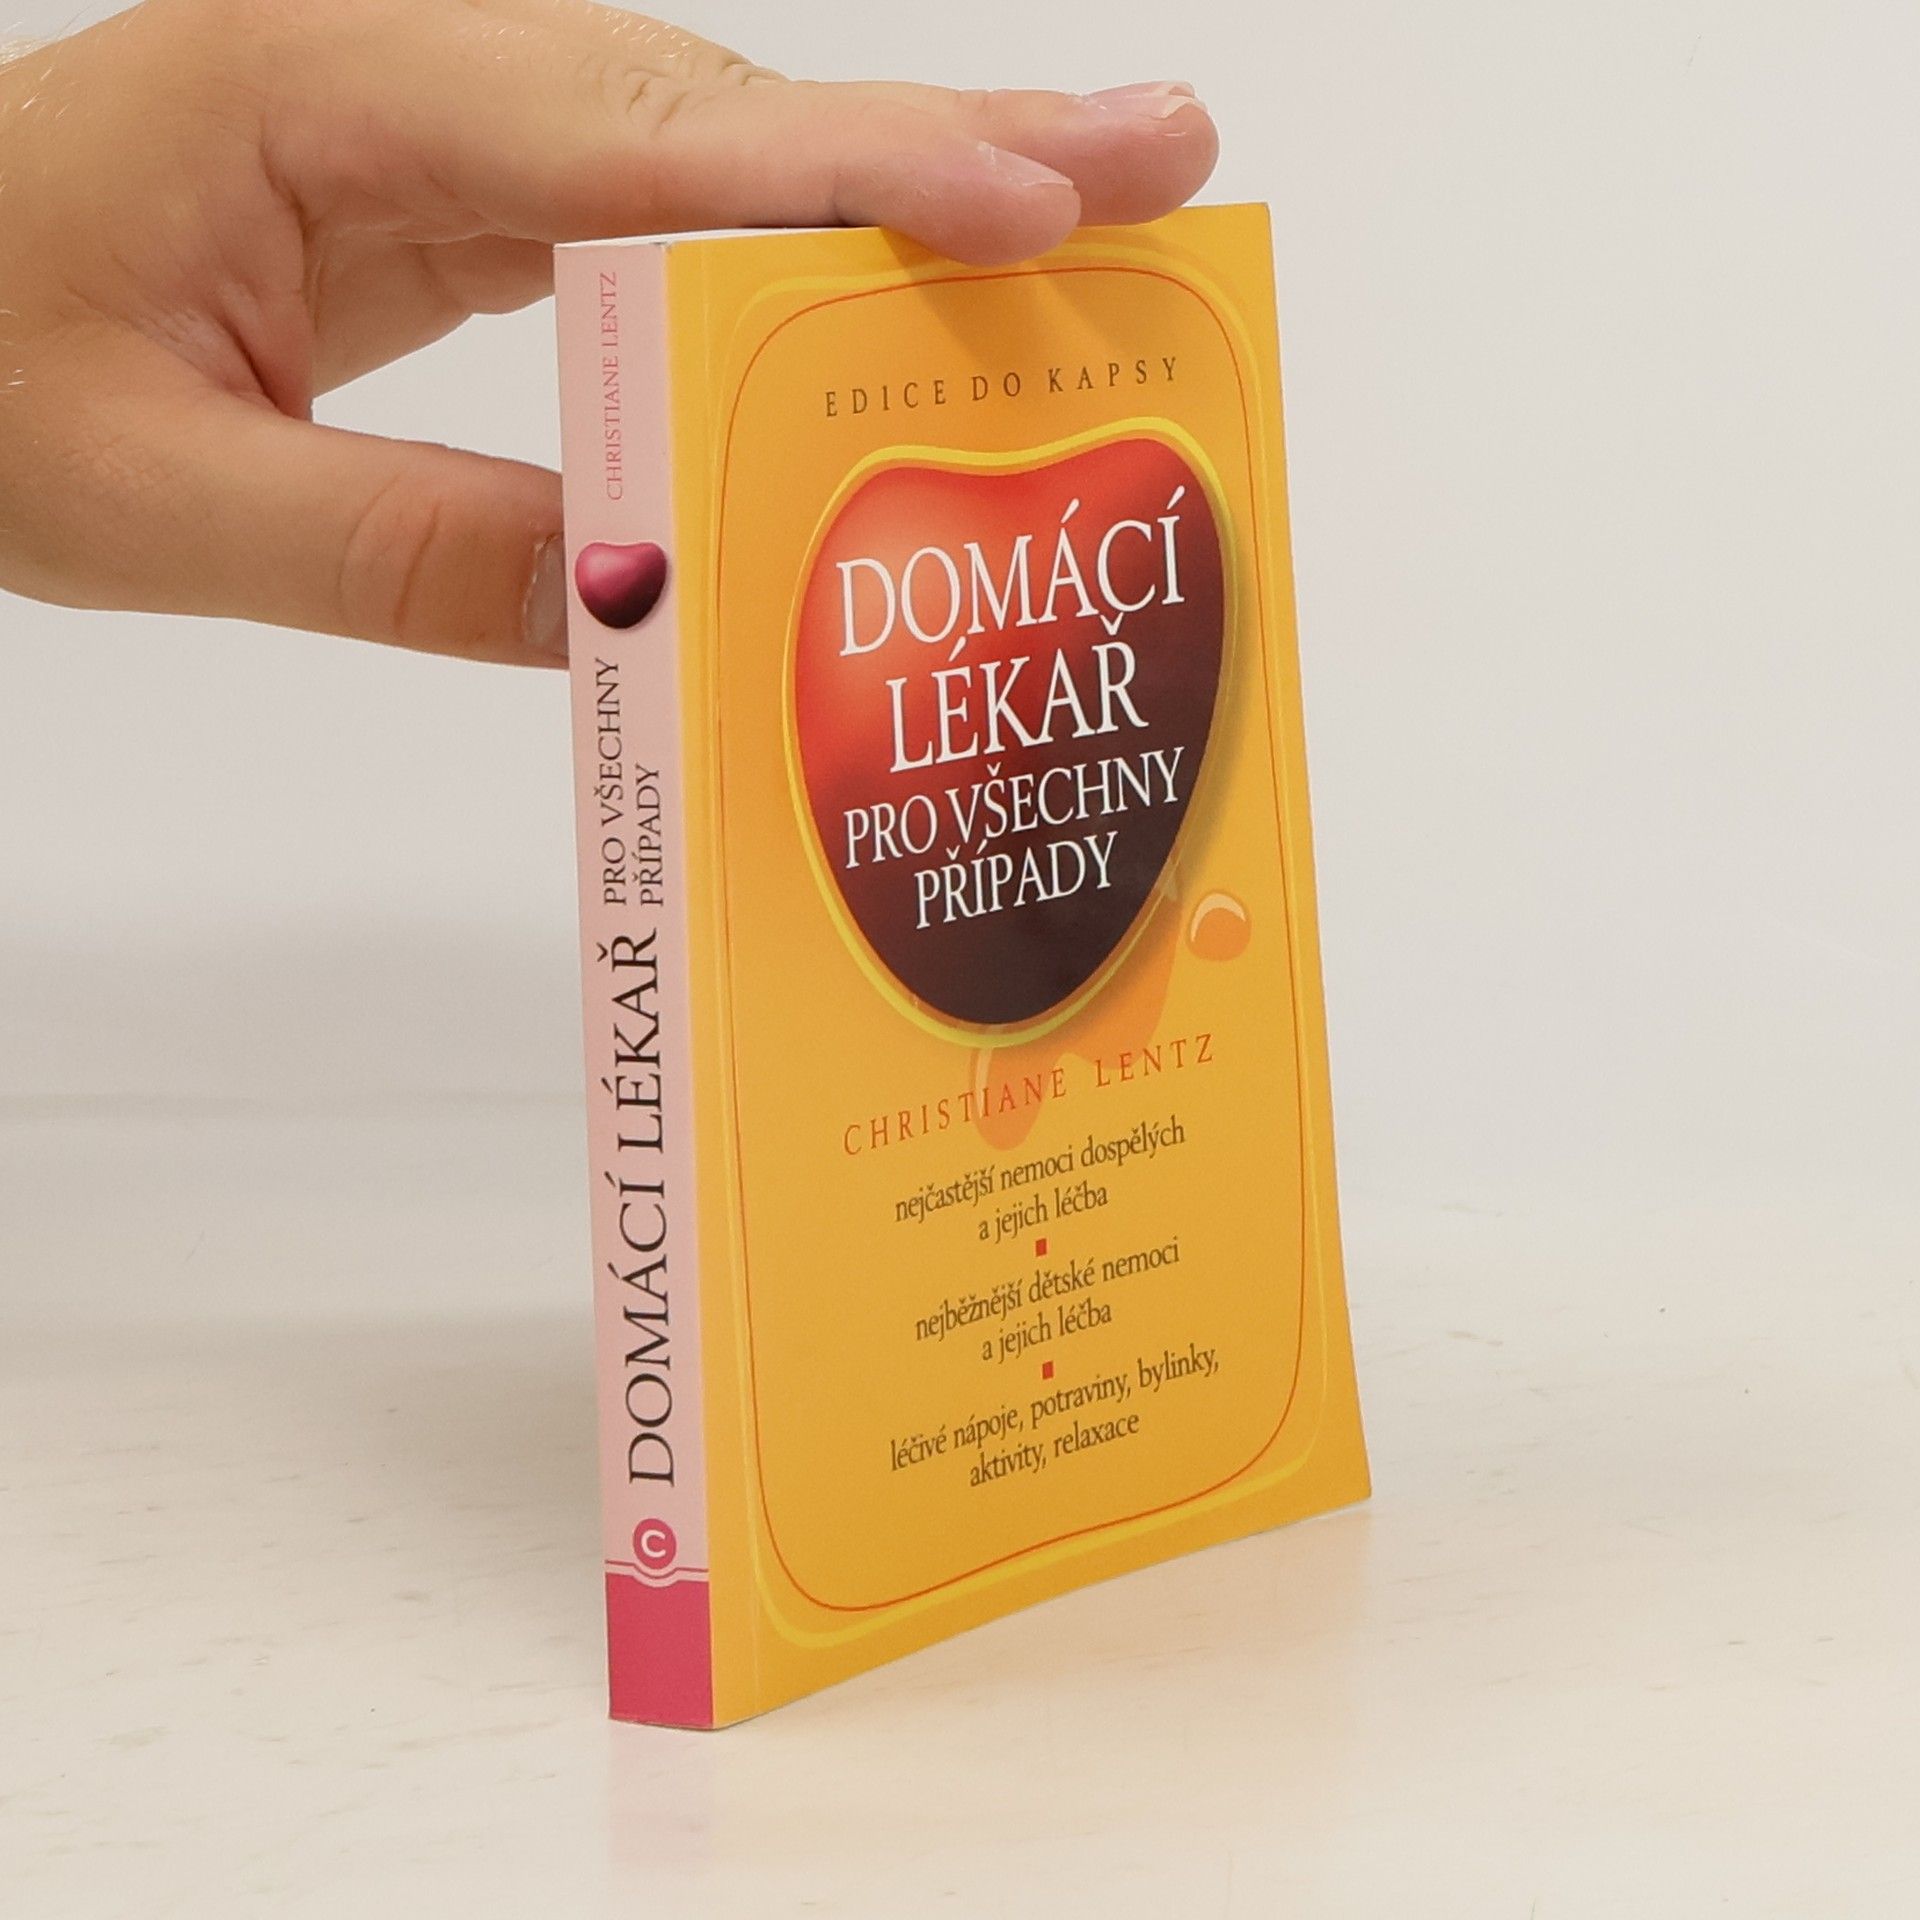 CHRISTIANE LENTZ
DOMÁCÍ LÉKAŘ
PRO VŠECHNY
PŘÍPADY
C
EDICE DO KAPSY
DOMÁCÍ
LÉKAŘ
PRO VŠECHNY
PŘÍPADY
CHRISTIANE LENTZ
nejčastější nemoci dospělých
a jejich léčba
nejběžnější dětské nemoci
a jejich léčba
léčivé nápoje, potraviny, bylinky,
aktivity, relaxace